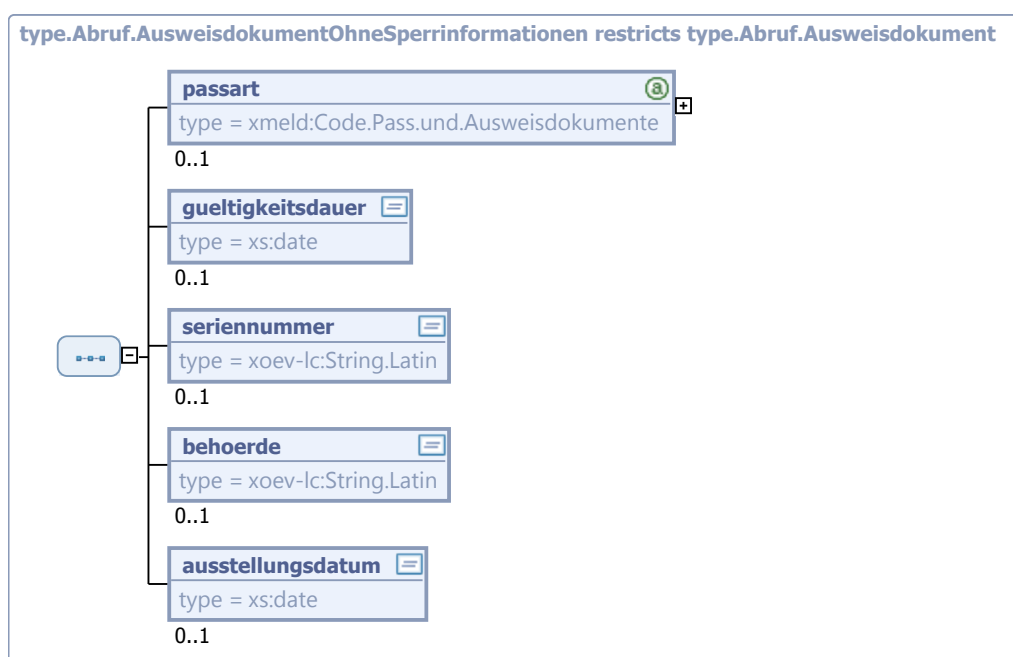 type.Abruf.AusweisdokumentOhneSperrinformationen restricts type.Abruf.Ausweisdokument
passart
type = xmeld:Code.Pass.und.Ausweisdokumente
0..1
gueltigkeitsdauer
type = xs:date
0..1
seriennummer
type = xoev-lc:String.Latin
0..1
behoerde
type = xoev-lc:String.Latin
0..1
ausstellungsdatum
type = xs:date
0..1